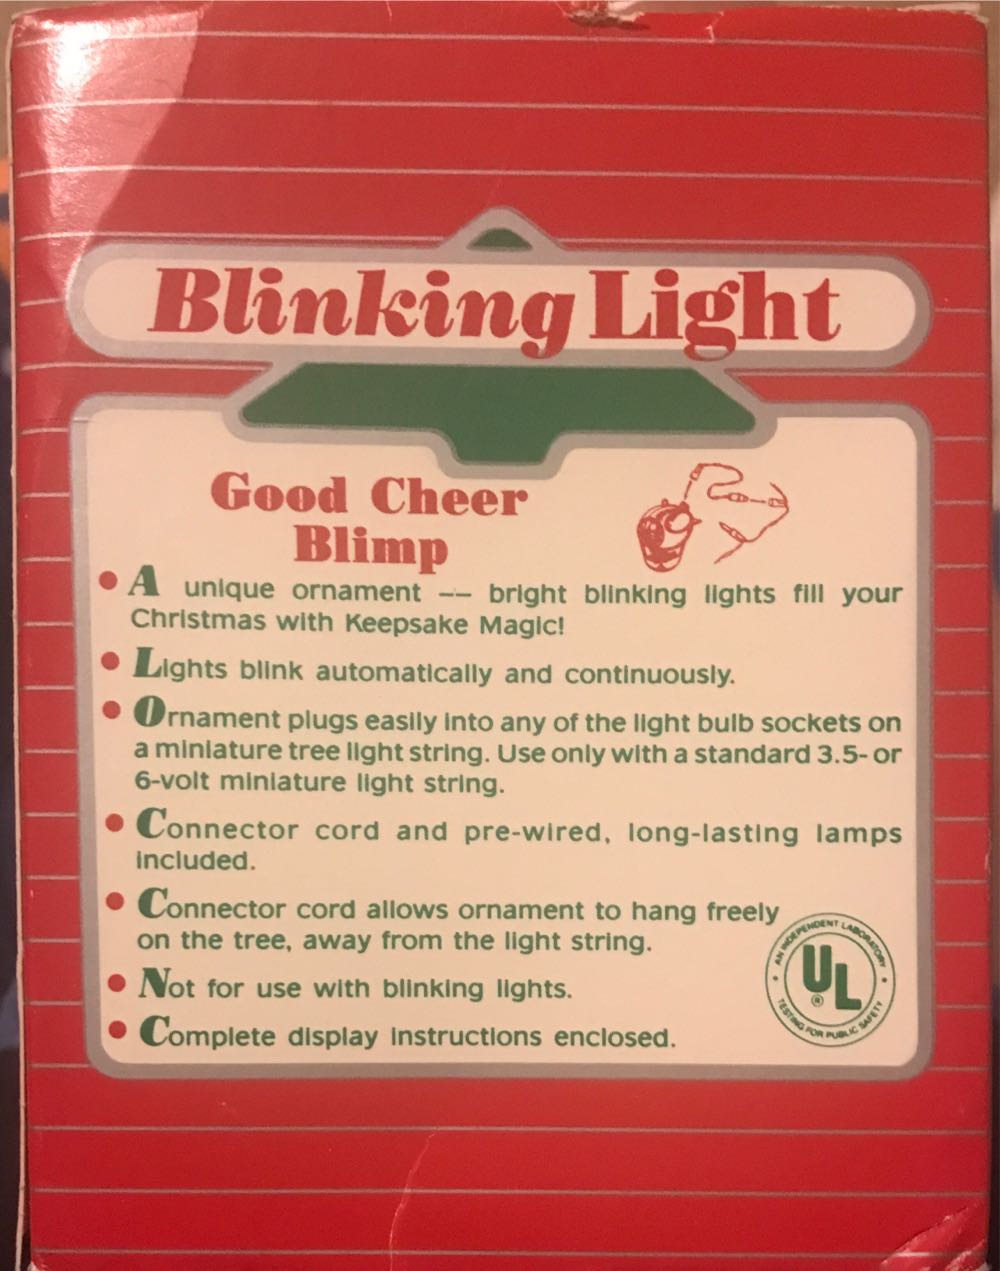 Blinking Light
Good Cheer
Blimp
• A unique ornament -- bright blinking lights fill your
Christmas with Keepsake Magic!
• Lights blink automatically and continuously.
• Ornament plugs easily into any of the light bulb sockets on
a miniature tree light string. Use only with a standard 3.5- or
6-volt miniature light string.
• Connector cord and pre-wired, long-lasting lamps
included.
• Connector cord allows ornament to hang freely
on the tree, away from the light string.
• Not for use with blinking lights.
• Complete display instructions enclosed.
AN INDEPENDENT LABORATORY
UL®
TESTING FOR PUBLIC SAFETY